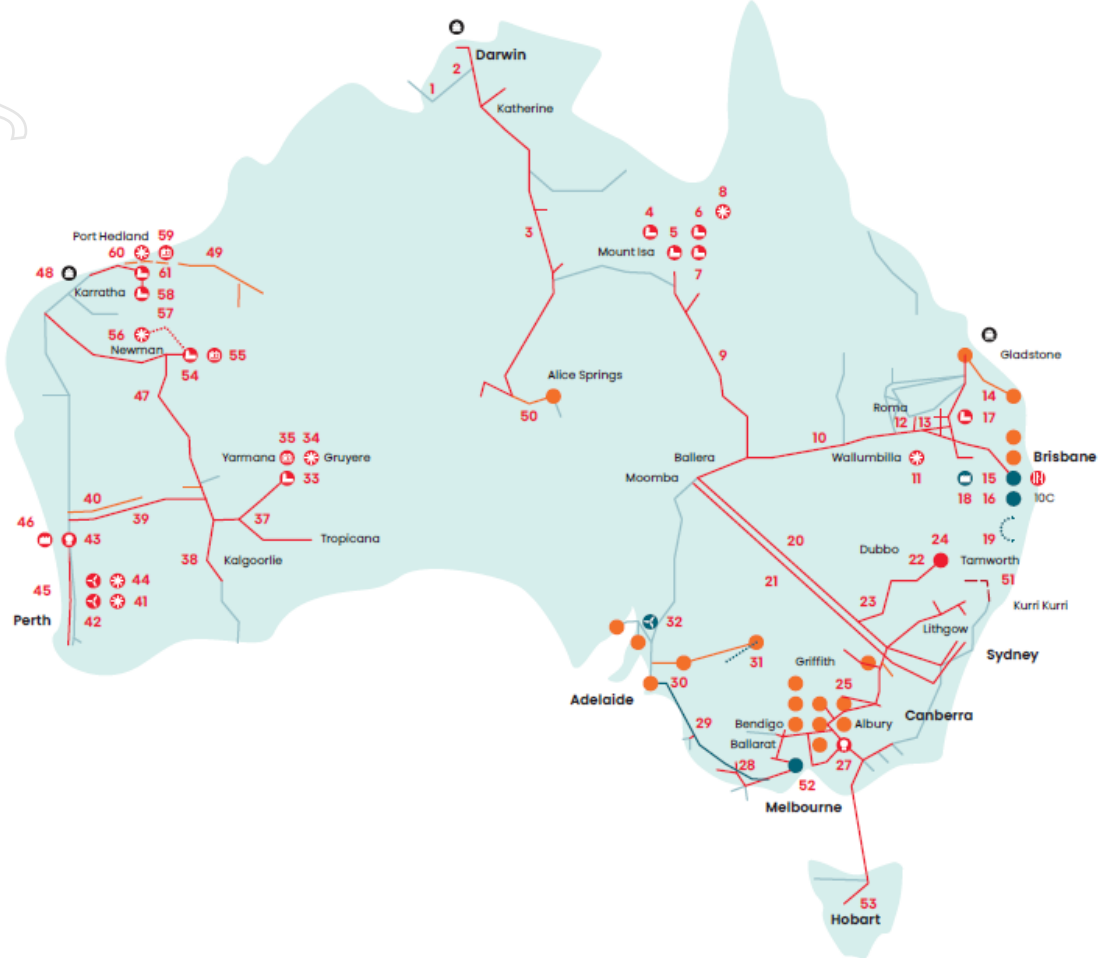 Darwin
2
1
Katherine
8
4
6
5
3
Mount Isa
7
Port Hedland
59
60
49
48
61
Karratha
58
57
56
Newman
55
54
47
9
Gladstone
Alice Springs
14
50
Roma
12
13
17
10
35
34
Yarmana
Gruyere
Ballera
Wallumbilla
Brisbane
33
Moomba
11
15
18
16
10C
40
39
37
46
43
Tropicana
20
19
24
Dubbo
22
Tamworth
38
Kalgoorlie
21
51
44
45
41
23
Kurri Kurri
Perth
42
32
Lithgow
Sydney
31
Griffith
30
25
Adelaide
Canberra
29
Bendigo
Albury
Ballarat
28
27
52
Melbourne
53
Hobart